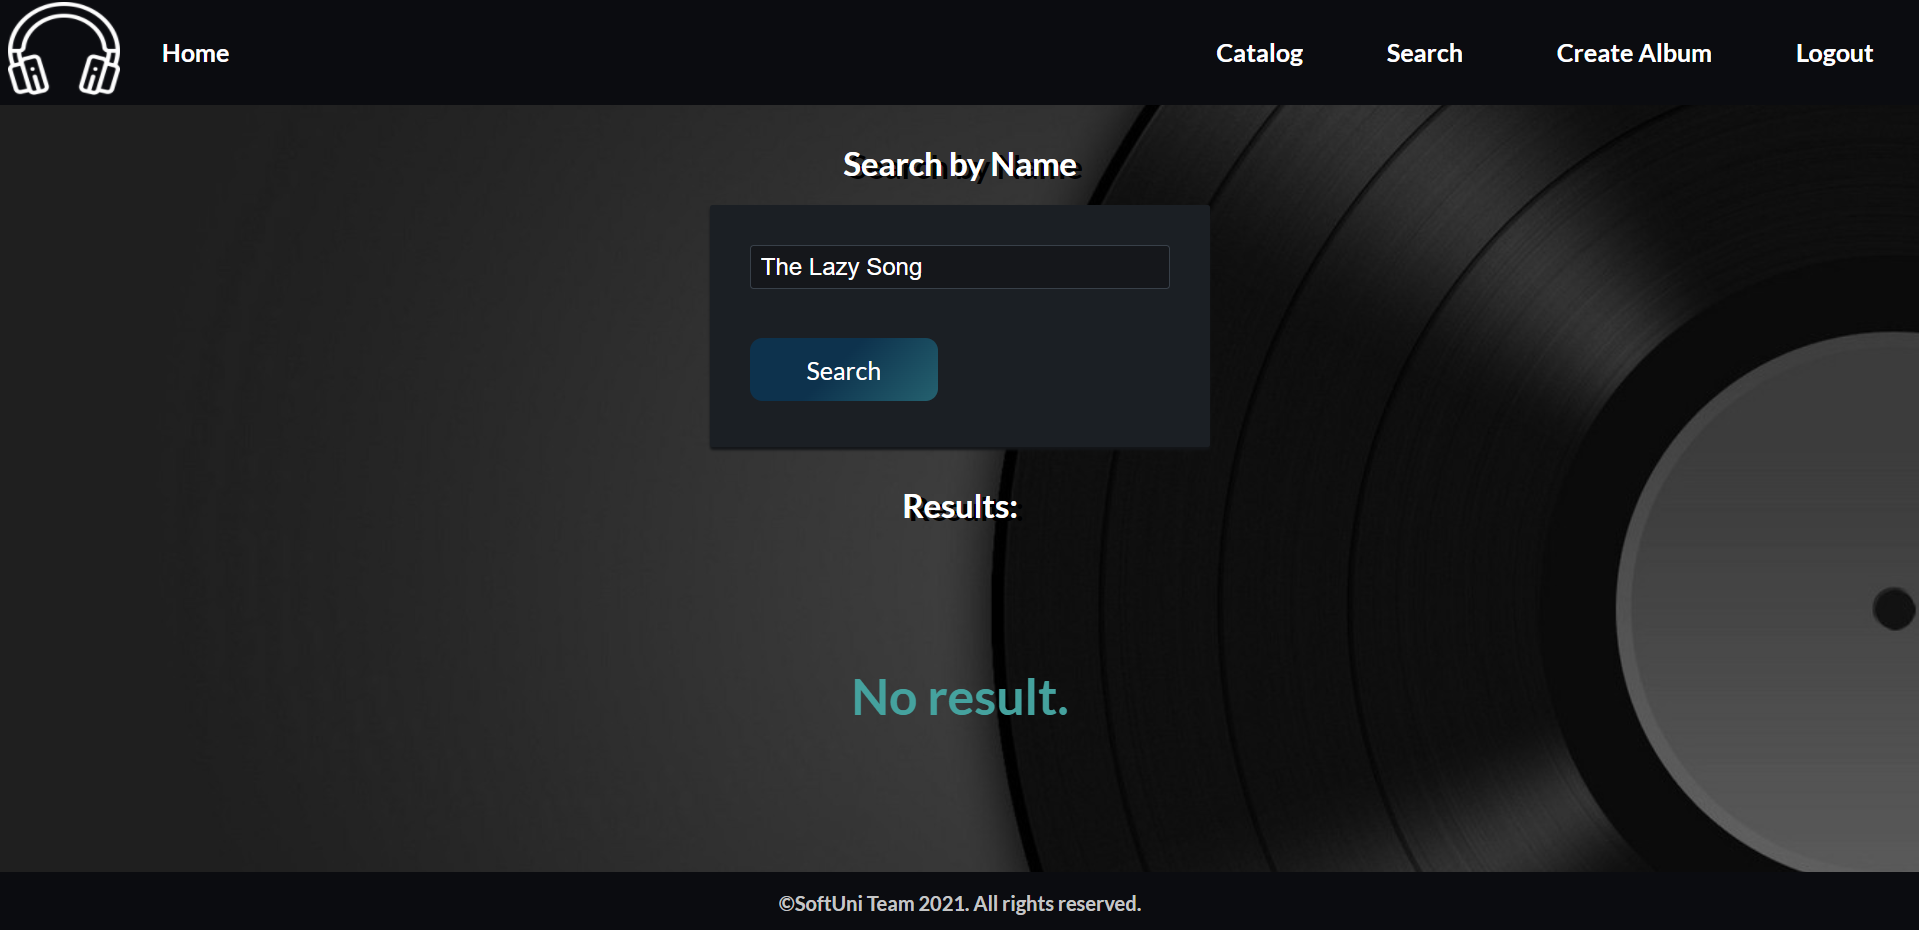 Home Catalog Search Create Album Logout
Search by Name
The Lazy Song
Search
Results:
No result.
©SoftUni Team 2021. All rights reserved.